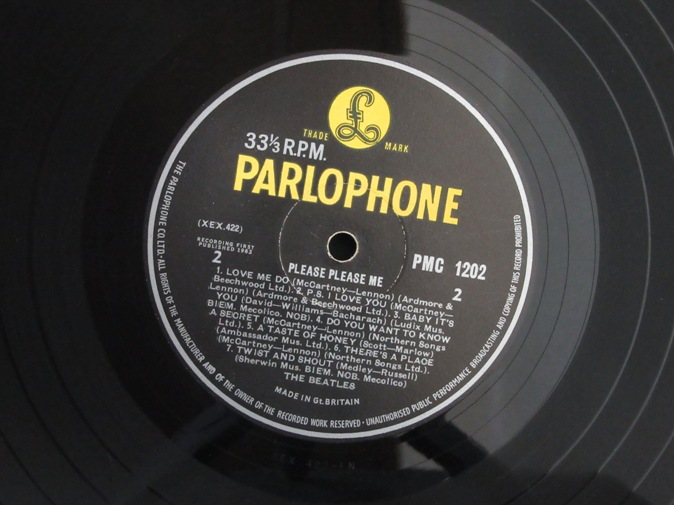 £
TRADE MARK
33⅓ R.P.M.
PARLOPHONE
(XEX.422)
RECORDING FIRST
PUBLISHED 1963
2
PLEASE PLEASE ME
PMC 1202
2
1. LOVE ME DO (McCartney—Lennon) (Ardmore &
Beechwood Ltd.). 2. P.S. I LOVE YOU (McCartney—
Lennon) (Ardmore & Beechwood Ltd.). 3. BABY IT'S
YOU (David—Williams—Bacharach) (Ludix Mus.
BIEM. Mecolico. NCB). 4. DO YOU WANT TO KNOW
A SECRET (McCartney—Lennon) (Northern Songs
Ltd.). 5. A TASTE OF HONEY (Scott—Marlow)
(Ambassador Mus. Ltd.). 6. THERE'S A PLACE
(McCartney—Lennon) (Northern Songs Ltd.).
7. TWIST AND SHOUT (Medley—Russell)
(Sherwin Mus. BIEM. NCB. Mecolico)
THE BEATLES
MADE IN Gt. BRITAIN
THE PARLOPHONE CO. LTD.·ALL RIGHTS OF THE MANUFACTURER AND OF THE OWNER OF THE RECORDED WORK RESERVED · UNAUTHORISED PUBLIC PERFORMANCE BROADCASTING AND COPYING OF THIS RECORD PROHIBITED